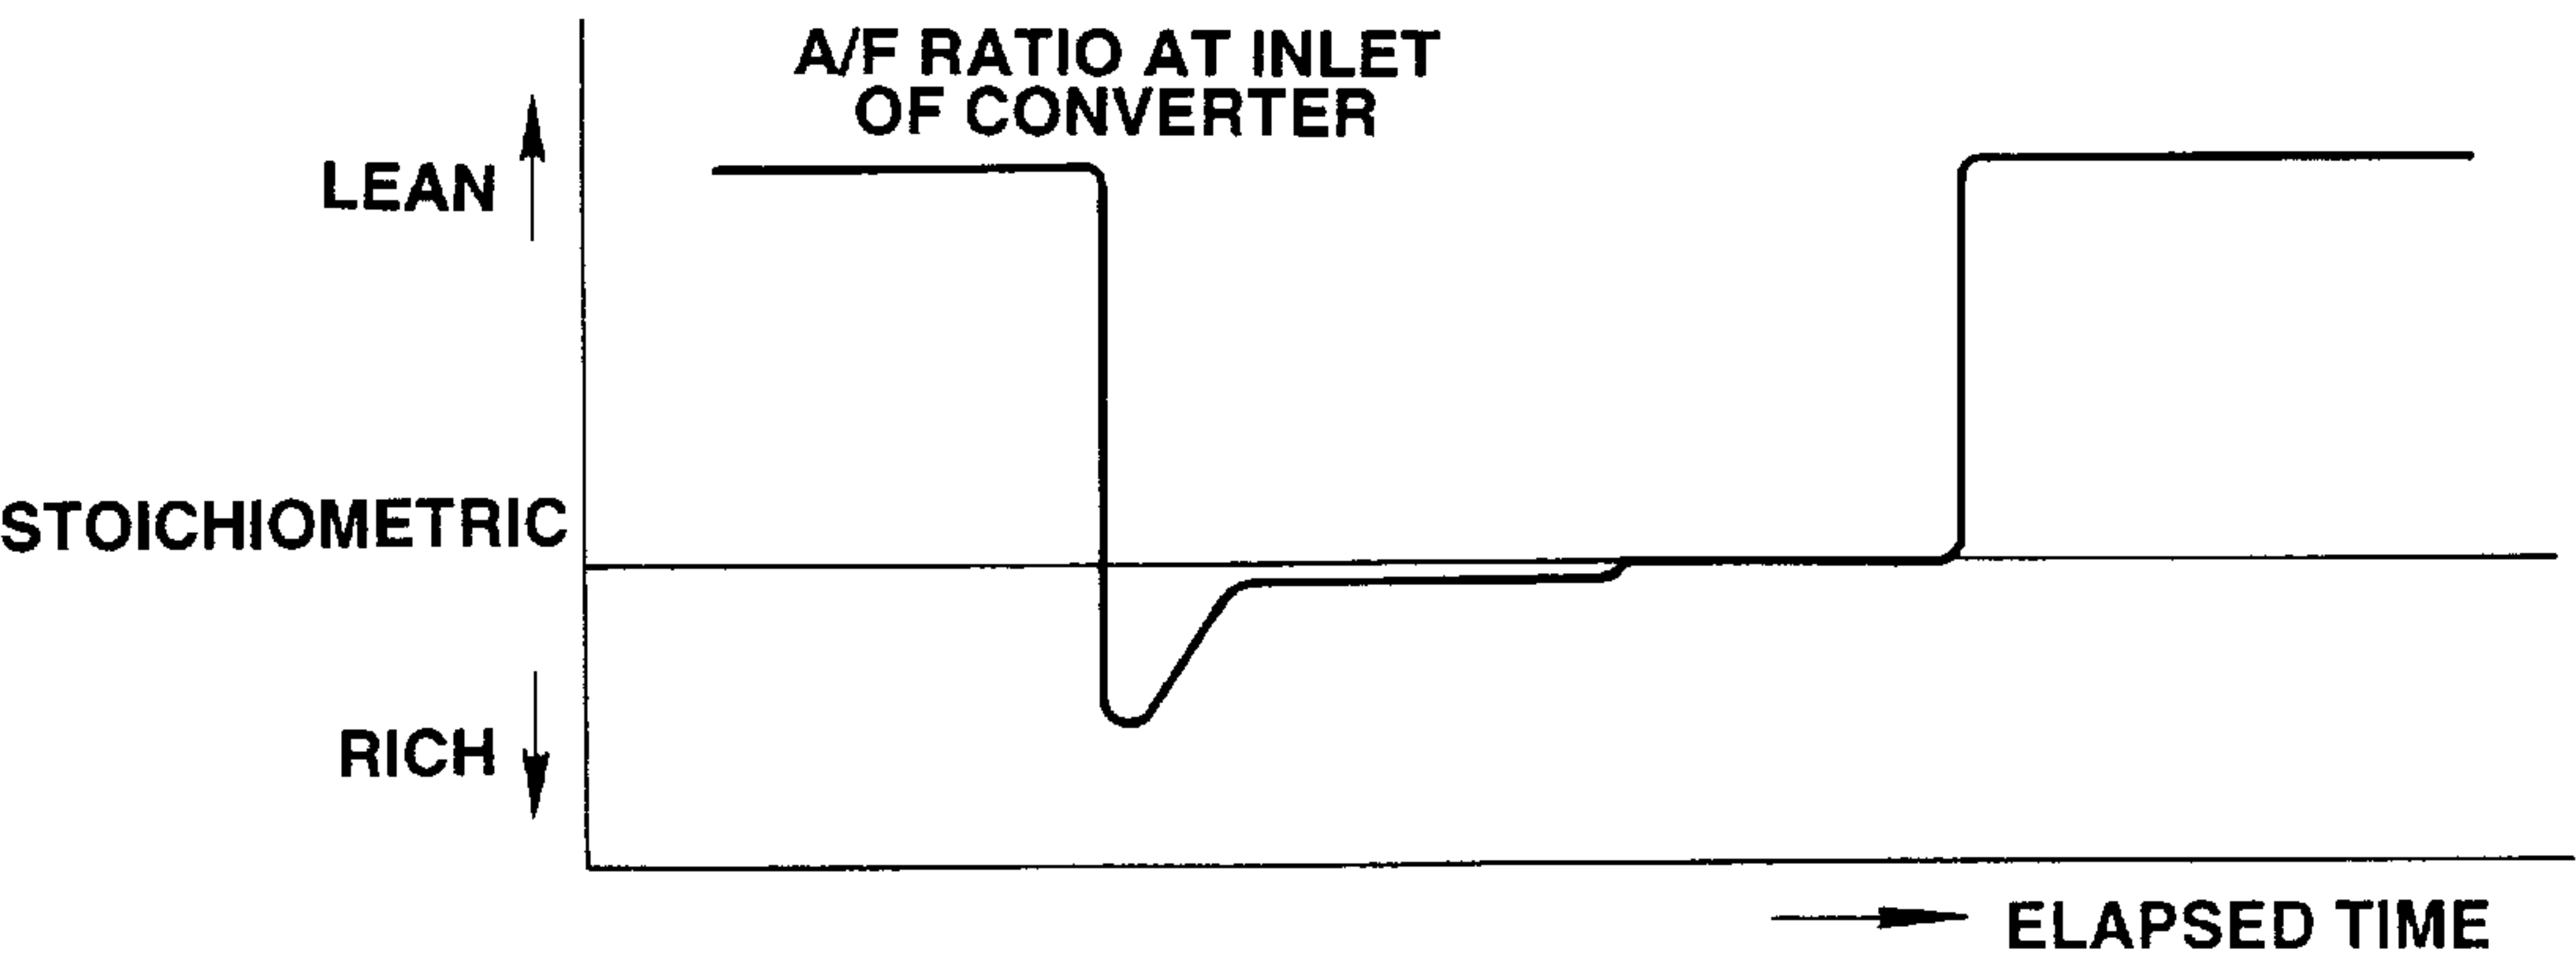 A/F RATIO AT INLET
OF CONVERTER
LEAN
STOICHIOMETRIC
RICH
ELAPSED TIME